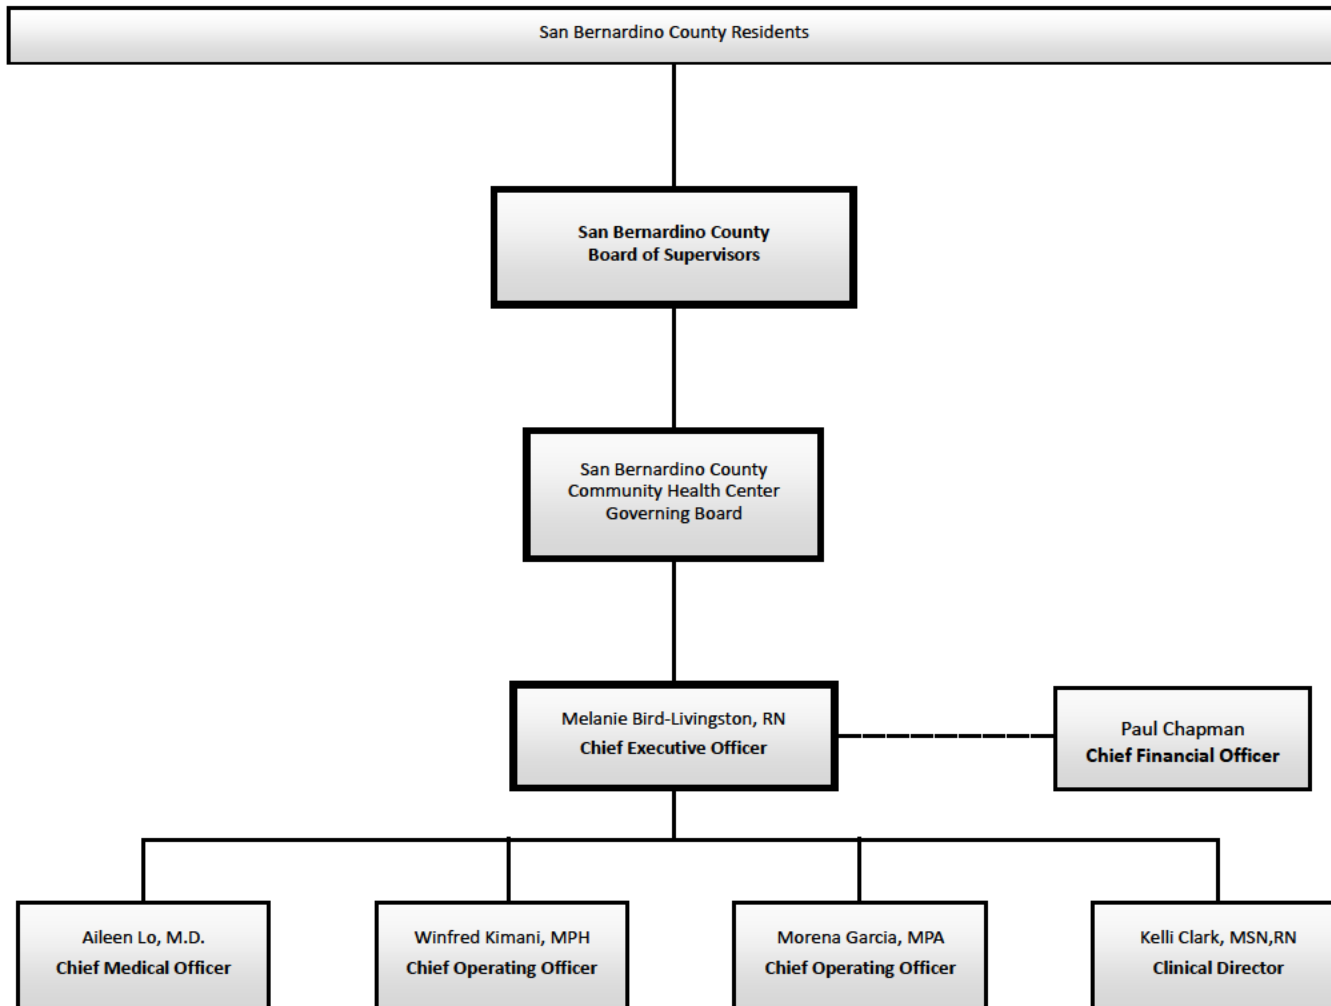 San Bernardino County Residents
San Bernardino County
Board of Supervisors
San Bernardino County
Community Health Center
Governing Board
Melanie Bird-Livingston, RN
Chief Executive Officer
Paul Chapman
Chief Financial Officer
Aileen Lo, M.D.
Chief Medical Officer
Winfred Kimani, MPH
Chief Operating Officer
Morena Garcia, MPA
Chief Operating Officer
Kelli Clark, MSN,RN
Clinical Director